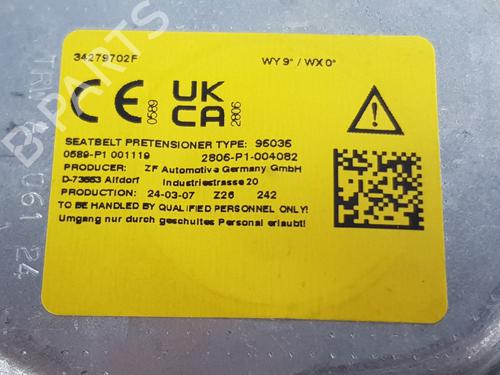 34279702F
WY 9° / WX 0°
CE 0589
UK CA 2806
SEATBELT PRETENSIONER TYPE: 95035
0589-P1 001119 2806-P1-004082
PRODUCER: ZF Automotive Germany GmbH
D-73553 Alfdorf Industriestrasse 20
PRODUCTION: 24-03-07 Z26 242
TO BE HANDLED BY QUALIFIED PERSONNEL ONLY!
Umgang nur durch geschultes Personal erlaubt!
061 24
B-PARTS